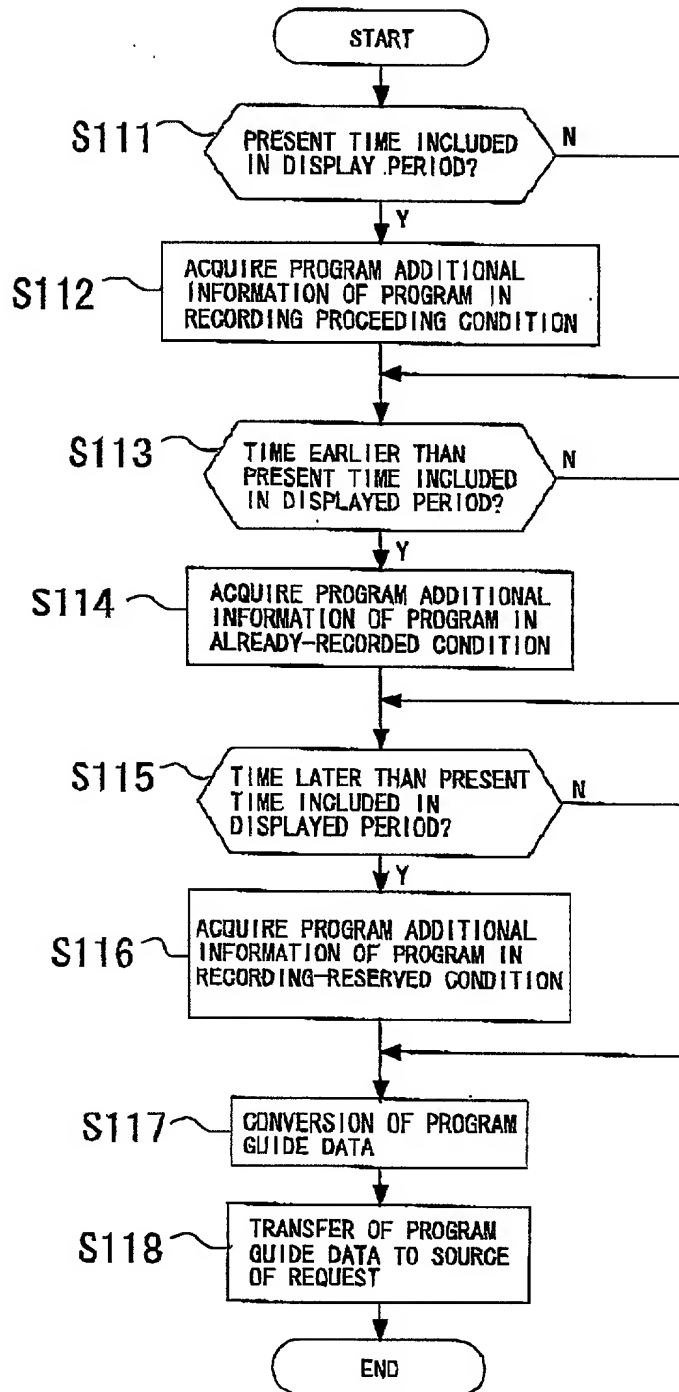 START
S111
PRESENT TIME INCLUDED
IN DISPLAY PERIOD?
N
Y
S112
ACQUIRE PROGRAM ADDITIONAL
INFORMATION OF PROGRAM IN
RECORDING PROCEEDING CONDITION
S113
TIME EARLIER THAN
PRESENT TIME INCLUDED
IN DISPLAYED PERIOD?
N
Y
S114
ACQUIRE PROGRAM ADDITIONAL
INFORMATION OF PROGRAM IN
ALREADY-RECORDED CONDITION
S115
TIME LATER THAN PRESENT
TIME INCLUDED IN
DISPLAYED PERIOD?
N
Y
S116
ACQUIRE PROGRAM ADDITIONAL
INFORMATION OF PROGRAM IN
RECORDING-RESERVED CONDITION
S117
CONVERSION OF PROGRAM
GUIDE DATA
S118
TRANSFER OF PROGRAM
GUIDE DATA TO SOURCE
OF REQUEST
END